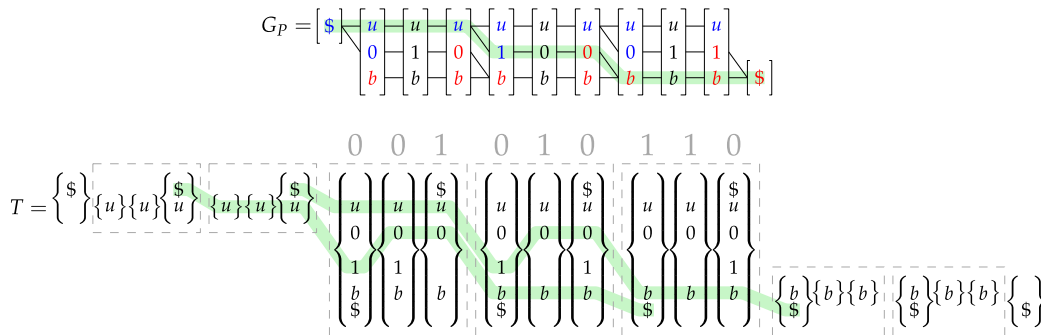 G_P = [$] [u 0 b] [u 1 b] [u 0 b] [u 1 b] [u 0 b] [u 0 b] [u 0 b] [u 1 b] [u 1 b] [$]
0 0 1 0 1 0 1 1 0
T = {$} {u}{u}{$ u} {u}{u}{$ u} {u 0 1 b $} {u 0 1 b} {$ u 0 b} {u 0 1 b $} {u 0 b} {$ u 0 1 b} {u 0 b $} {u 0 b} {$ u 0 1 b} {b $}{b}{b} {b $}{b}{b} {$}